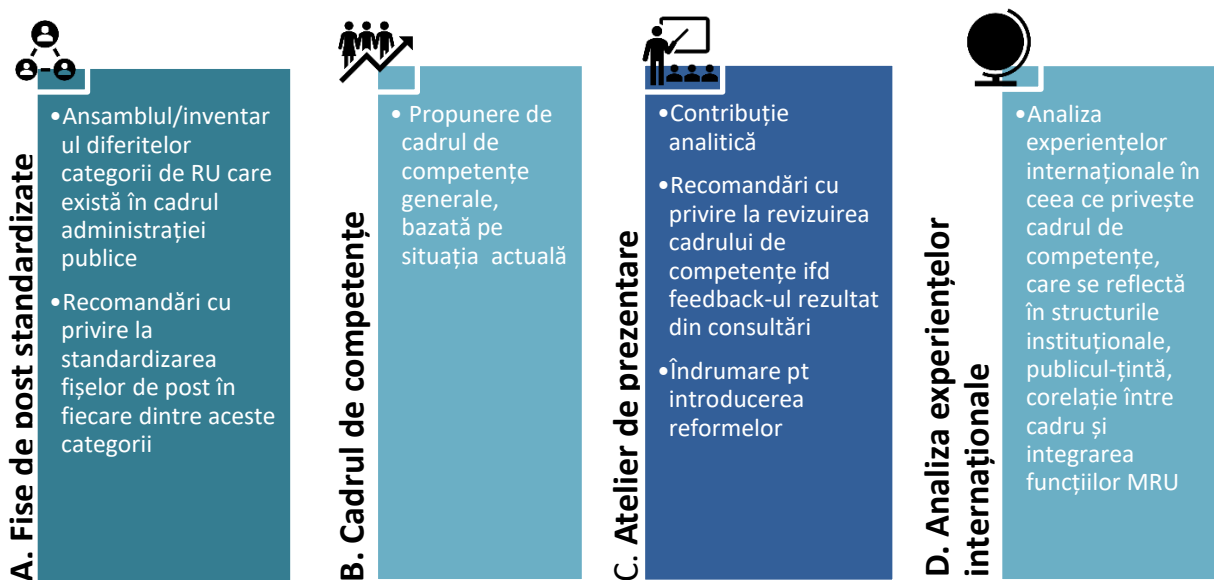 A. Fise de post standardizate
•Ansamblul/inventar
ul diferitelor
categorii de RU care
există în cadrul
administrației
publice
•Recomandări cu
privire la
standardizarea
fișelor de post în
fiecare dintre aceste
categorii
B. Cadrul de competențe
• Propunere de
cadrul de
competențe
generale,
bazată pe
situația actuală
C. Atelier de prezentare
•Contribuție
analitică
•Recomandări cu
privire la revizuirea
cadrului de
competențe ifd
feedback-ul rezultat
din consultări
•Îndrumare pt
introducerea
reformelor
D. Analiza experiențelor
internaționale
•Analiza
experiențelor
internaționale în
ceea ce privește
cadrul de
competențe,
care se reflectă
în structurile
instituționale,
publicul-țintă,
corelație între
cadru și
integrarea
funcțiilor MRU